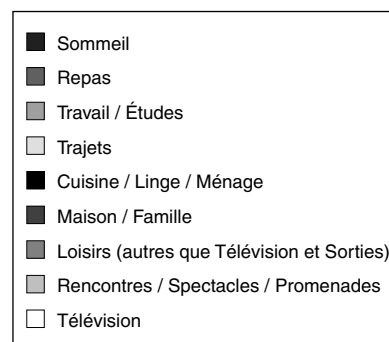 Sommeil
Repas
Travail / Études
Trajets
Cuisine / Linge / Ménage
Maison / Famille
Loisirs (autres que Télévision et Sorties)
Rencontres / Spectacles / Promenades
Télévision